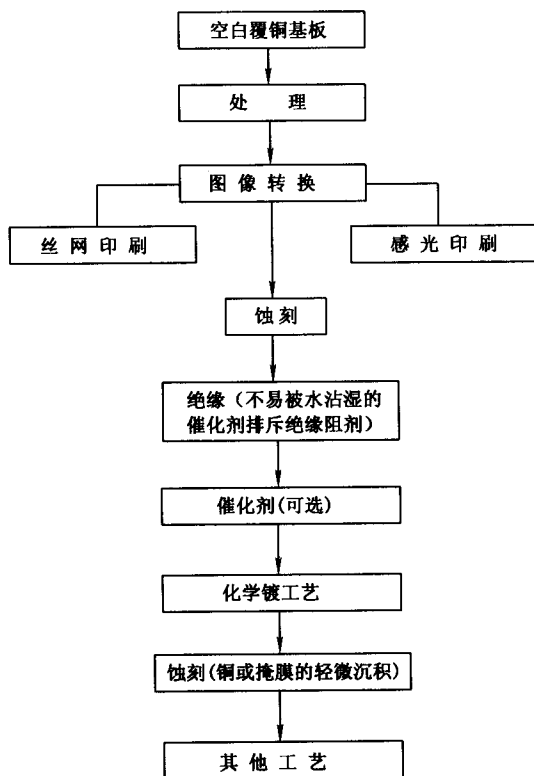 空白覆铜基板
处 理
图 像 转 换
丝 网 印 刷
感 光 印 刷
蚀 刻
绝缘（不易被水沾湿的
催化剂排斥绝缘阻剂）
催化剂(可选)
化学镀工艺
蚀刻(铜或掩膜的轻微沉积)
其 他 工 艺